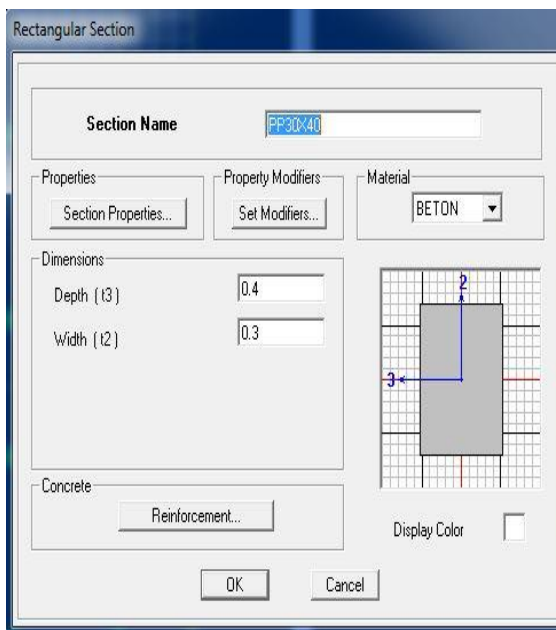 Rectangular Section
Section Name PP30X40
Properties Property Modifiers Material
Section Properties... Set Modifiers... BETON
Dimensions
Depth ( t3 ) 0.4
Width ( t2 ) 0.3
2
3
Concrete
Reinforcement...
Display Color
OK Cancel